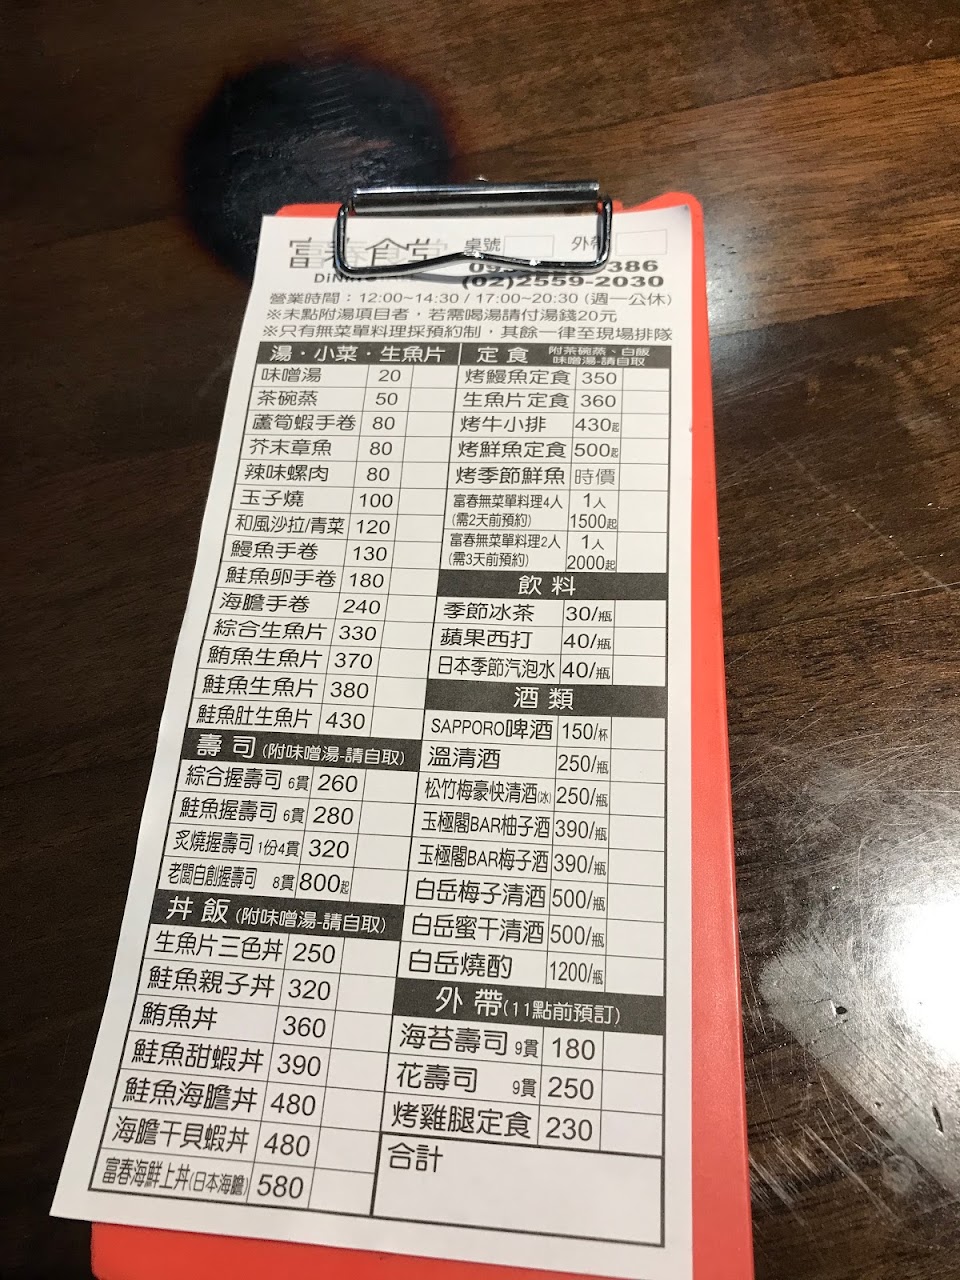 富春食堂 桌號 外帶
386
(02)2559-2030
營業時間：12:00~14:30 / 17:00~20:30 (週一公休)
※未點附湯項目者，若需喝湯請付湯錢20元
※只有無菜單料理採預約制，其餘一律至現場排隊
湯・小菜・生魚片
味噌湯 20
茶碗蒸 50
蘆筍蝦手卷 80
芥末章魚 80
辣味螺肉 80
玉子燒 100
和風沙拉/青菜 120
鰻魚手卷 130
鮭魚卵手卷 180
海膽手卷 240
綜合生魚片 330
鮪魚生魚片 370
鮭魚生魚片 380
鮭魚肚生魚片 430
壽司(附味噌湯-請自取)
綜合握壽司 6貫 260
鮭魚握壽司 6貫 280
炙燒握壽司 1份4貫 320
老闆自創握壽司 8貫 800起
丼飯(附味噌湯-請自取)
生魚片三色丼 250
鮭魚親子丼 320
鮪魚丼 360
鮭魚甜蝦丼 390
鮭魚海膽丼 480
海膽干貝蝦丼 480
富春海鮮上丼(日本海膽) 580
定食 附茶碗蒸、白飯
味噌湯-請自取
烤鰻魚定食 350
生魚片定食 360
烤牛小排 430起
烤鮮魚定食 500起
烤季節鮮魚 時價
富春無菜單料理4人 1人
(需2天前預約) 1500起
富春無菜單料理2人 1人
(需3天前預約) 2000起
飲料
季節冰茶 30/瓶
蘋果西打 40/瓶
日本季節汽泡水 40/瓶
酒類
SAPPORO啤酒 150/杯
溫清酒 250/瓶
松竹梅豪快清酒(冰) 250/瓶
玉極閣BAR柚子酒 390/瓶
玉極閣BAR梅子酒 390/瓶
白岳梅子清酒 500/瓶
白岳蜜干清酒 500/瓶
白岳燒酌 1200/瓶
外帶(11點前預訂)
海苔壽司 9貫 180
花壽司 9貫 250
烤雞腿定食 230
合計